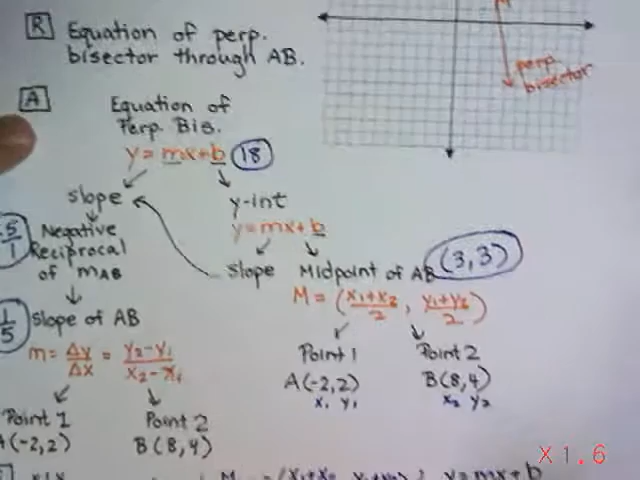 R Equation of perp.
bisector through AB.
perp
bisector
A Equation of
Perp. Bis.
y = mx+b 18
slope y-int
5/1 Negative y = mx+b
Reciprocal
of mAB slope Midpoint of AB (3,3)
1/5 Slope of AB M = (x₁+x₂/2, y₁+y₂/2)
m = Δy/Δx = y₂-y₁/x₂-x₁ Point 1 Point 2
A(-2,2) B(8,4)
x₁ y₁ x₂ y₂
Point 1 Point 2
A(-2,2) B(8,4)
y=mx+b
X1.6